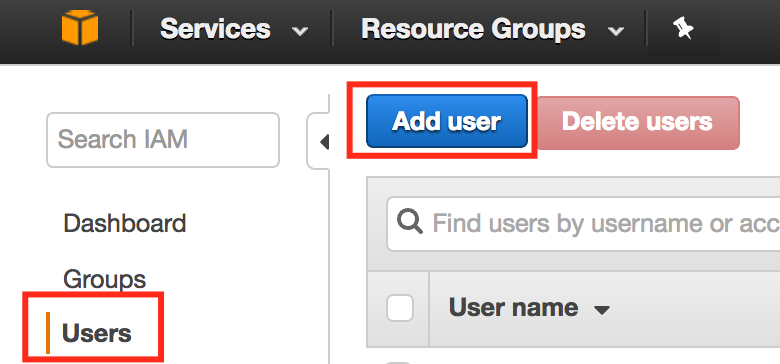 Services Resource Groups
Add user Delete users
Search IAM
Dashboard
Groups
Users
Find users by username or acc
User name